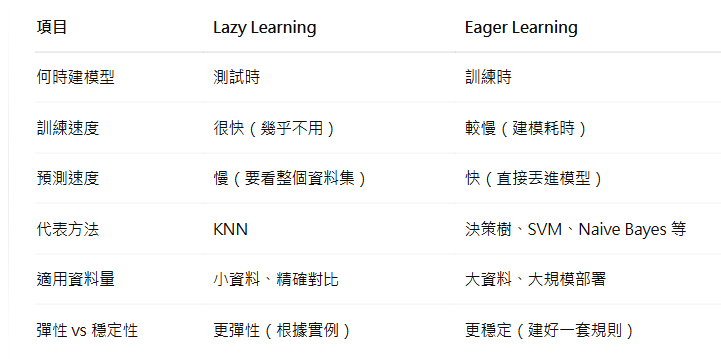 項目 Lazy Learning Eager Learning
何時建模型 測試時 訓練時
訓練速度 很快（幾乎不用） 較慢（建模耗時）
預測速度 慢（要看整個資料集） 快（直接丟進模型）
代表方法 KNN 決策樹、SVM、Naive Bayes 等
適用資料量 小資料、精確對比 大資料、大規模部署
彈性 vs 穩定性 更彈性（根據實例） 更穩定（建好一套規則）